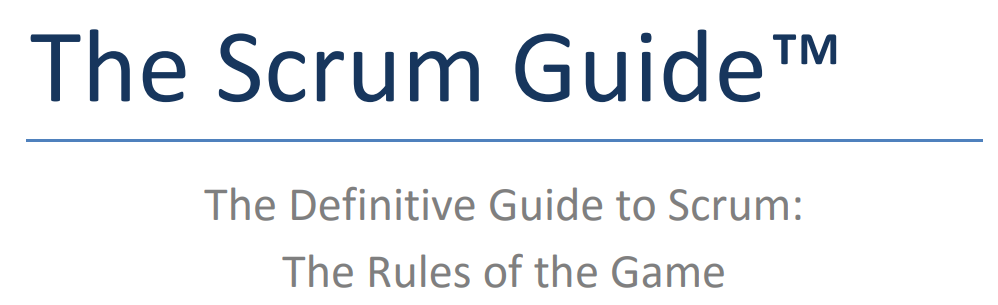 The Scrum Guide™
The Definitive Guide to Scrum:
The Rules of the Game